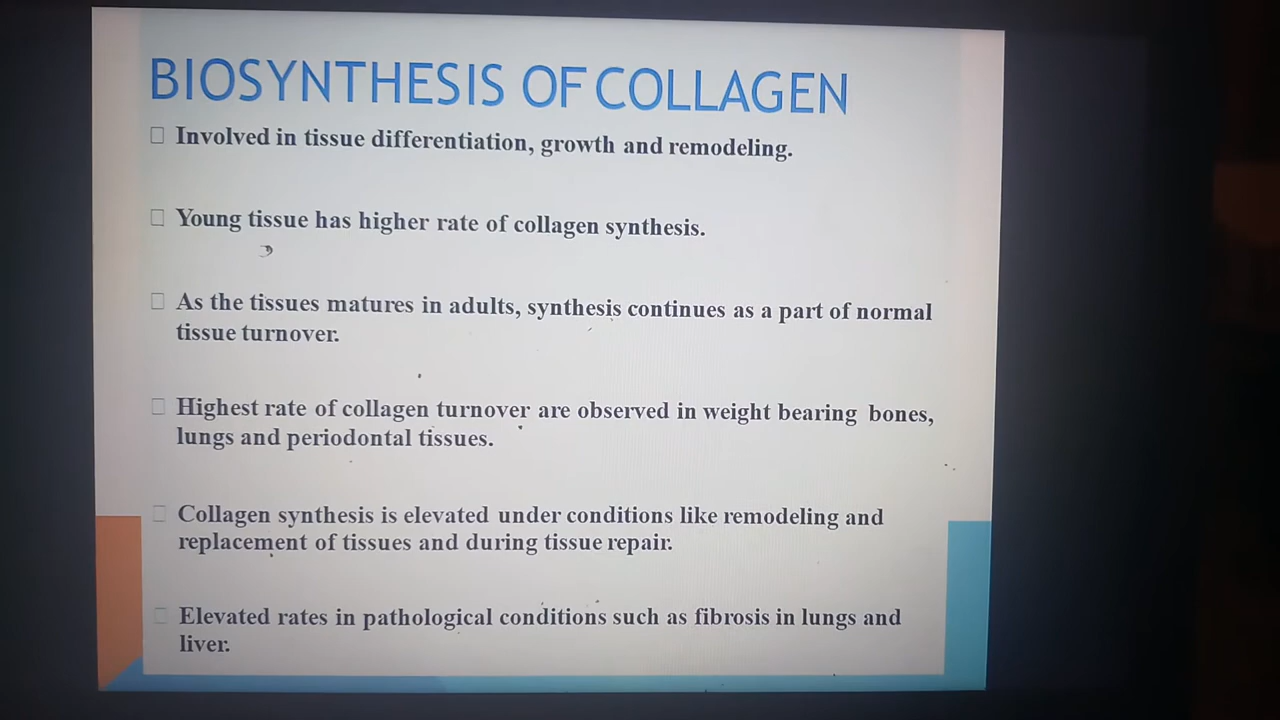 BIOSYNTHESIS OF COLLAGEN
Involved in tissue differentiation, growth and remodeling.
Young tissue has higher rate of collagen synthesis.
As the tissues matures in adults, synthesis continues as a part of normal
tissue turnover.
Highest rate of collagen turnover are observed in weight bearing bones,
lungs and periodontal tissues.
Collagen synthesis is elevated under conditions like remodeling and
replacement of tissues and during tissue repair.
Elevated rates in pathological conditions such as fibrosis in lungs and
liver.